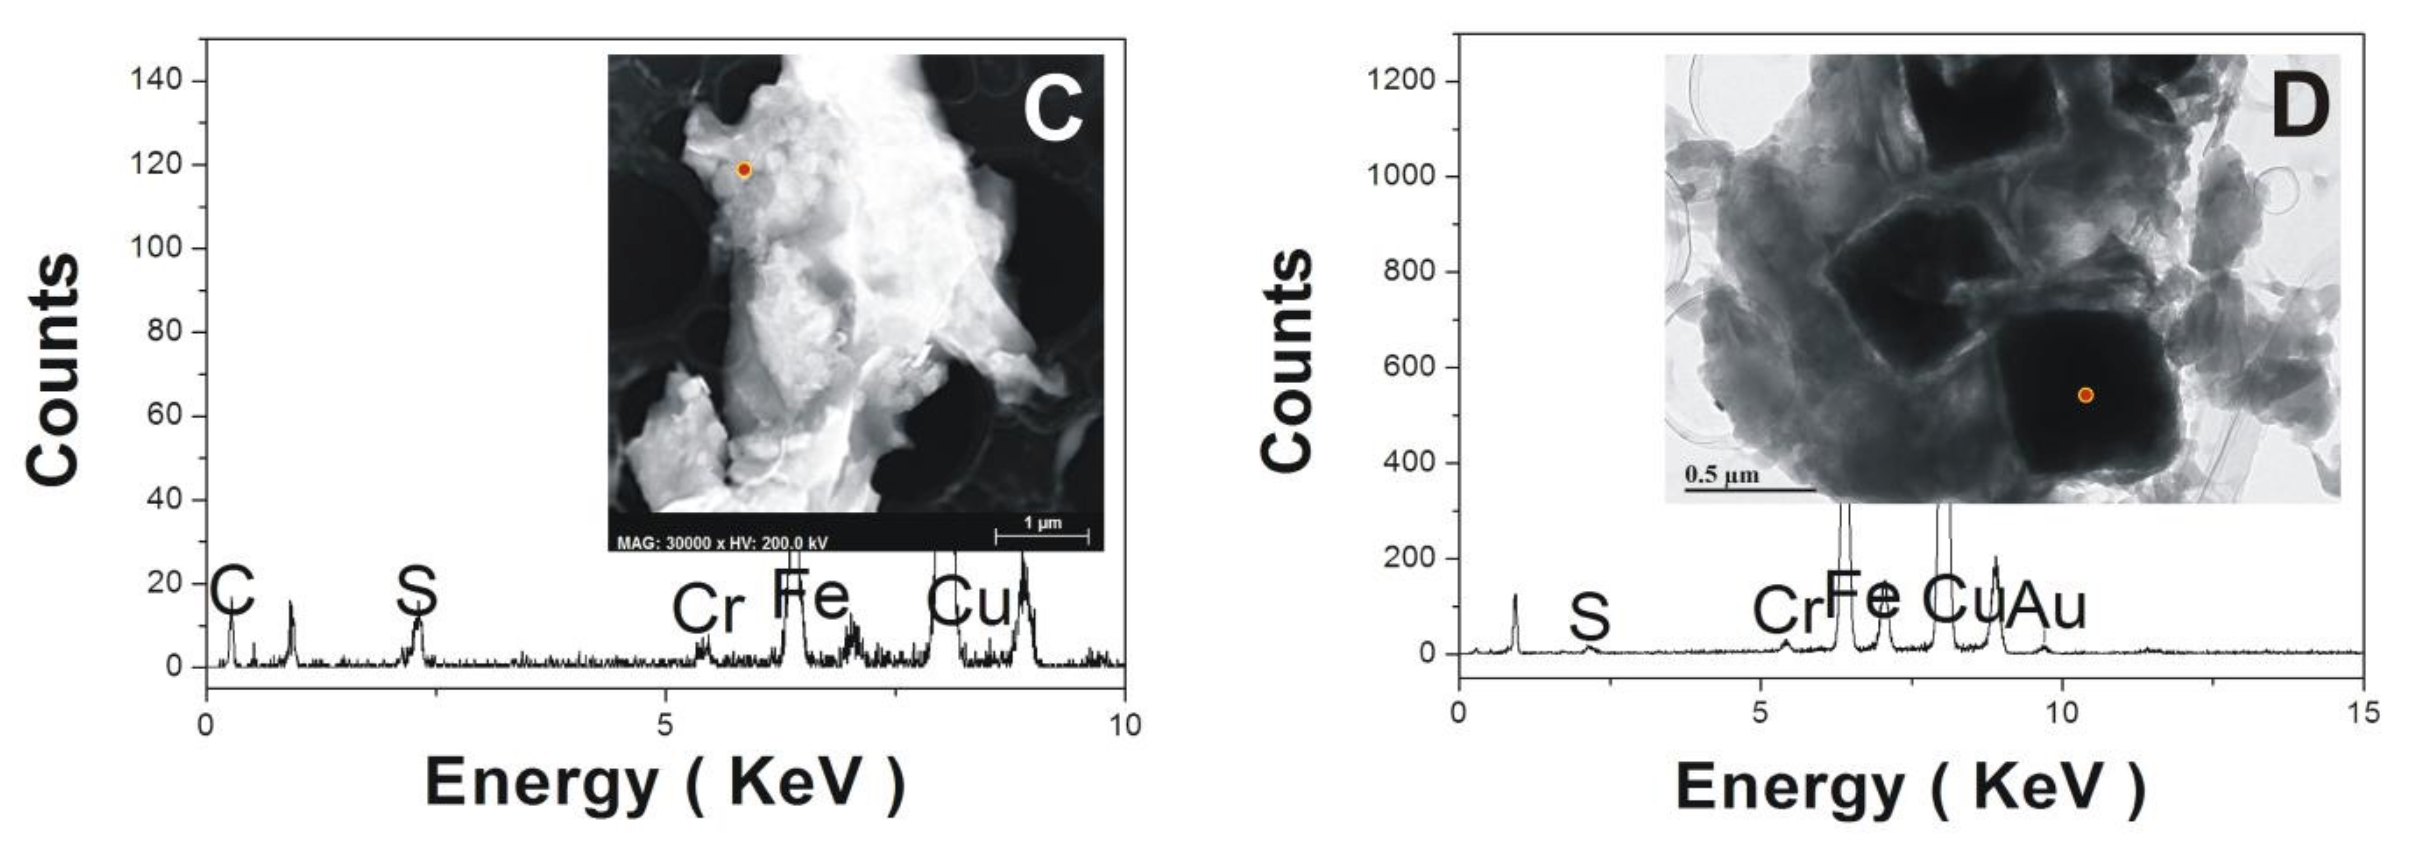 C
140
120
100
80
60
40
20
0
Counts
MAG: 30000 x HV: 200.0 kV
1 µm
C
S
Cr
Fe
Cu
0
5
10
Energy ( KeV )
D
1200
1000
800
600
400
200
0
Counts
0.5 µm
S
Cr
Fe
Cu
Au
0
5
10
15
Energy ( KeV )